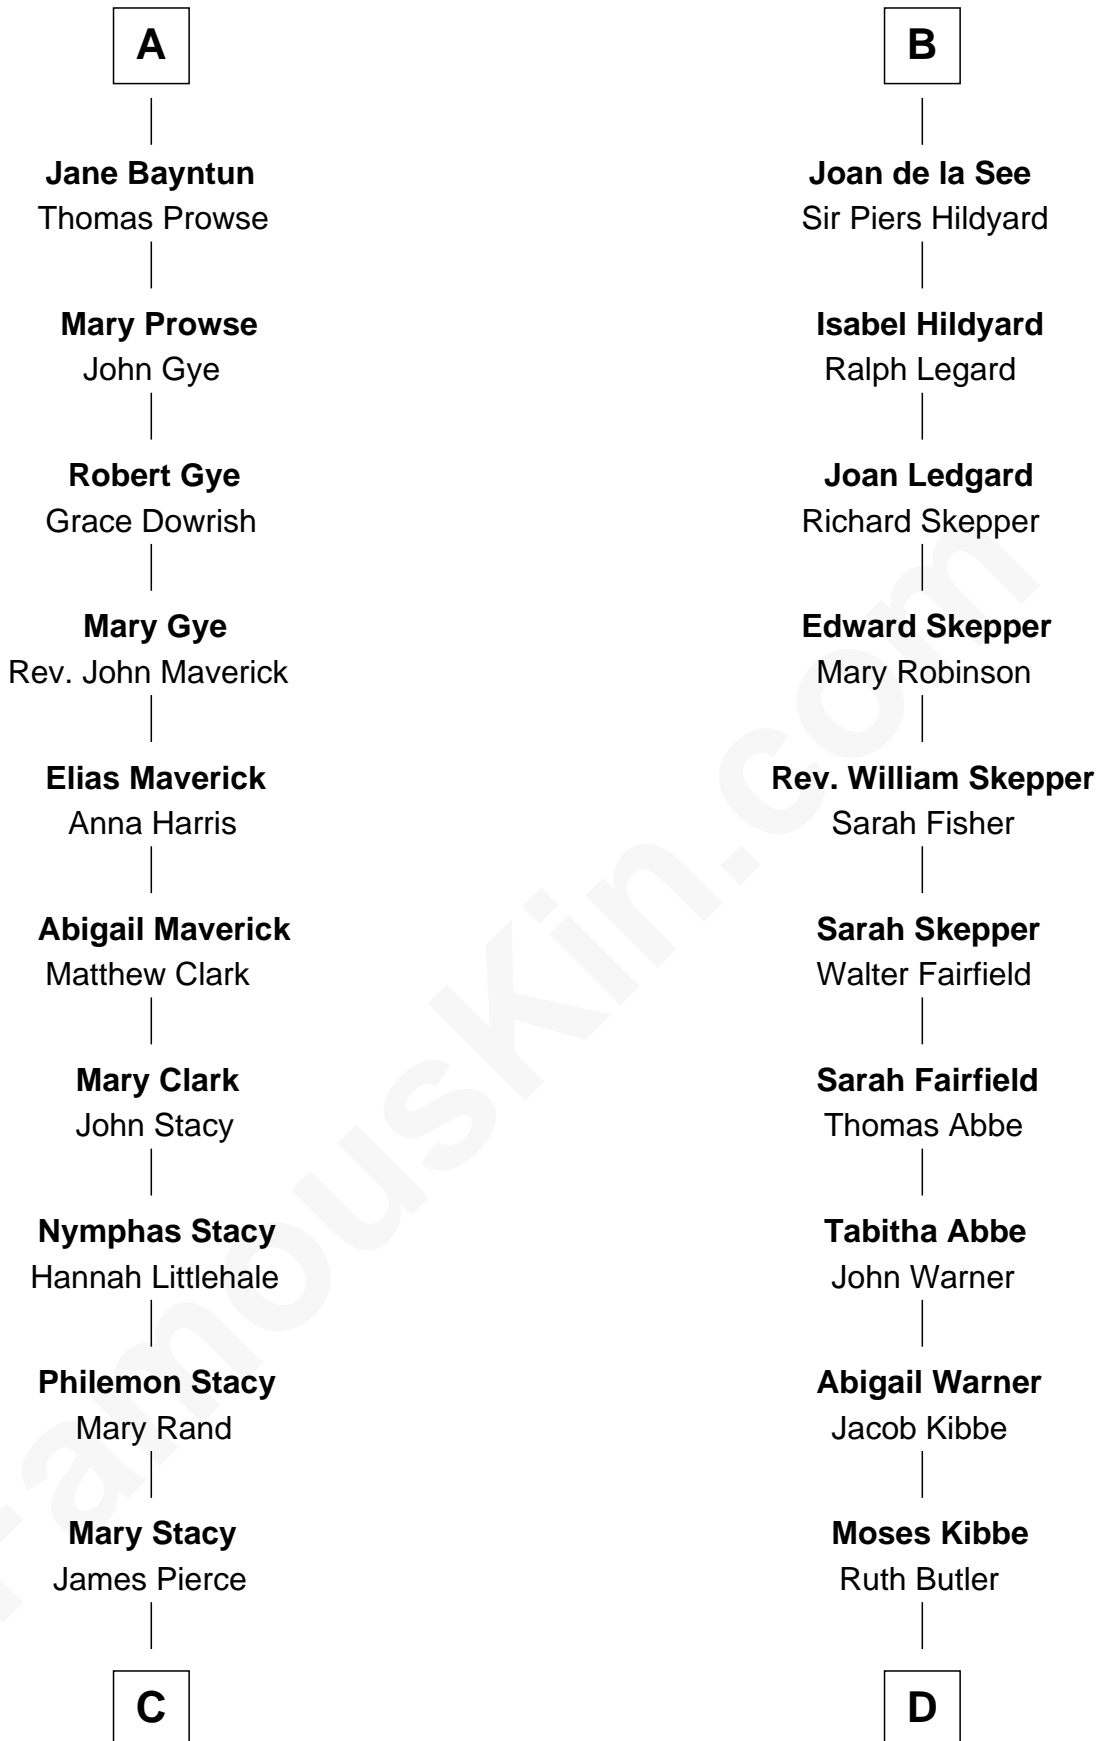 A
Jane Bayntun
Thomas Prowse
Mary Prowse
John Gye
Robert Gye
Grace Dowrish
Mary Gye
Rev. John Maverick
Elias Maverick
Anna Harris
Abigail Maverick
Matthew Clark
Mary Clark
John Stacy
Nymphas Stacy
Hannah Littlehale
Philemon Stacy
Mary Rand
Mary Stacy
James Pierce
C
B
Joan de la See
Sir Piers Hildyard
Isabel Hildyard
Ralph Legard
Joan Ledgard
Richard Skepper
Edward Skepper
Mary Robinson
Rev. William Skepper
Sarah Fisher
Sarah Skepper
Walter Fairfield
Sarah Fairfield
Thomas Abbe
Tabitha Abbe
John Warner
Abigail Warner
Jacob Kibbe
Moses Kibbe
Ruth Butler
D
FamousKin.com